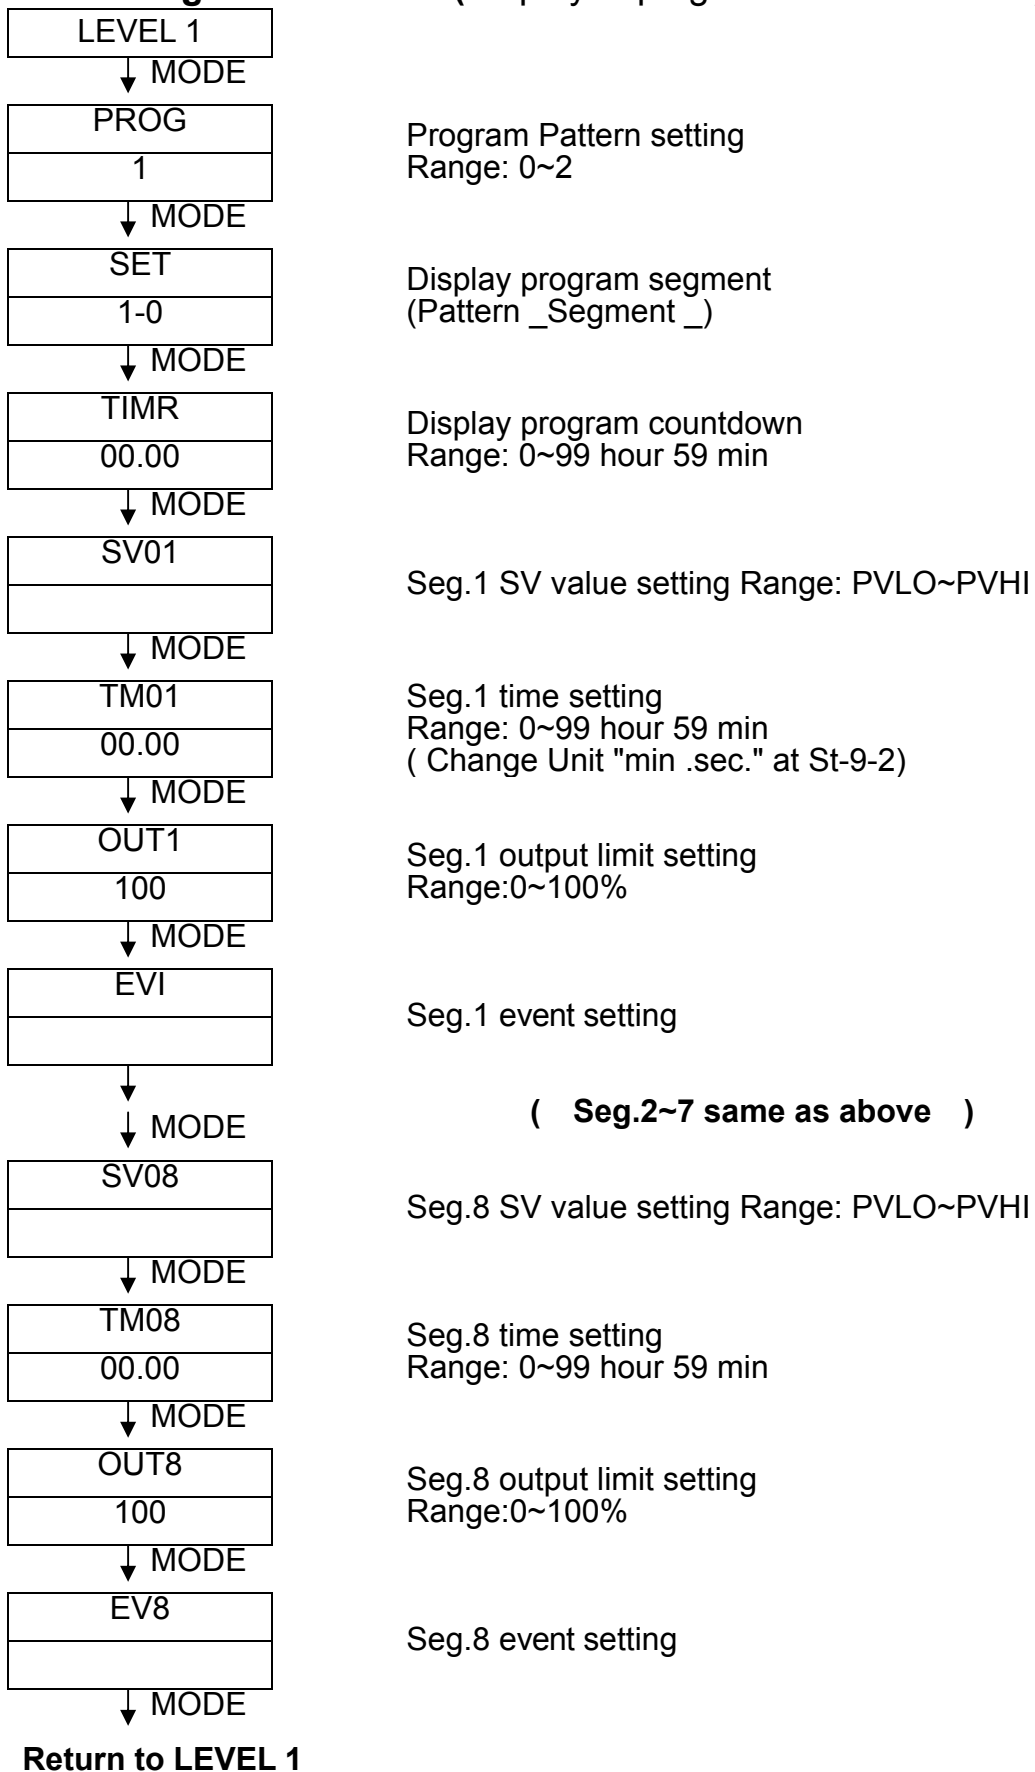 LEVEL 1
MODE
PROG
1
Program Pattern setting
Range: 0~2
MODE
SET
1-0
Display program segment
(Pattern _Segment _)
MODE
TIMR
00.00
Display program countdown
Range: 0~99 hour 59 min
MODE
SV01
Seg.1 SV value setting Range: PVLO~PVHI
MODE
TM01
00.00
Seg.1 time setting
Range: 0~99 hour 59 min
( Change Unit "min .sec." at St-9-2)
MODE
OUT1
100
Seg.1 output limit setting
Range:0~100%
MODE
EVI
Seg.1 event setting
( Seg.2~7 same as above )
MODE
SV08
Seg.8 SV value setting Range: PVLO~PVHI
MODE
TM08
00.00
Seg.8 time setting
Range: 0~99 hour 59 min
MODE
OUT8
100
Seg.8 output limit setting
Range:0~100%
MODE
EV8
Seg.8 event setting
MODE
Return to LEVEL 1